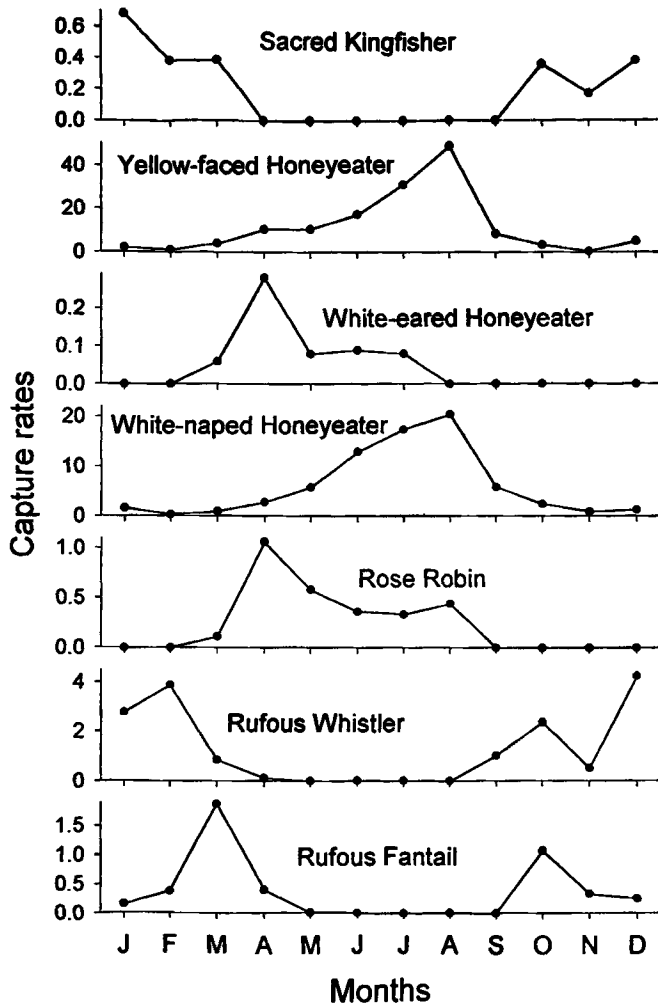 Capture rates
0.6
0.4
0.2
0.0
Sacred Kingfisher
40
20
0
Yellow-faced Honeyeater
0.2
0.1
0.0
White-eared Honeyeater
20
10
0
White-naped Honeyeater
1.0
0.5
0.0
Rose Robin
4
2
0
Rufous Whistler
1.5
1.0
0.5
0.0
Rufous Fantail
J F M A M J J A S O N D
Months